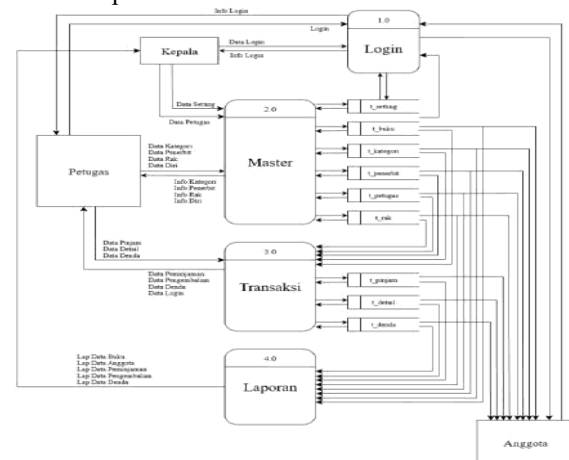 Info Login
1.0
Login
Login
Kepala
Data Login
Info Login
Data Setting
Data Petugas
2.0
Master
t_setting
t_buku
t_kategori
t_penerbit
t_petugas
t_rak
Petugas
Data Kategori
Data Penerbit
Data Rak
Data Diri
Info Kategori
Info Penerbit
Info Rak
Info Diri
Data Pinjam
Data Detail
Data Denda
3.0
Transaksi
Data Peminjaman
Data Pengembalian
Data Denda
Data Login
t_pinjam
t_detail
t_denda
4.0
Laporan
Lap Data Buku
Lap Data Anggota
Lap Data Peminjaman
Lap Data Pengembalian
Lap Data Denda
Anggota